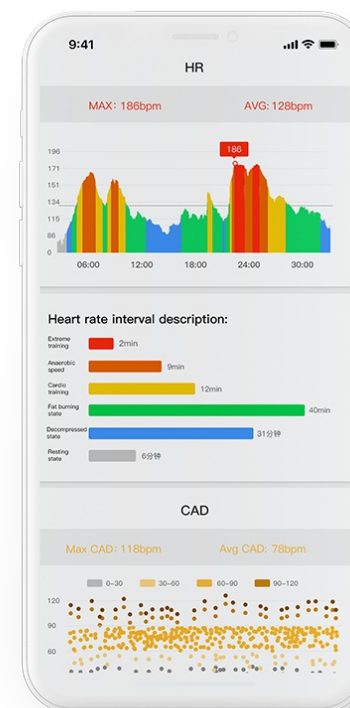 9:41
HR
MAX: 186bpm AVG: 128bpm
186
196
171
151
134
115
86
0
06:00 12:00 18:00 24:00 30:00
Heart rate interval description:
Extreme
training
2min
Anaerobic
speed
9min
Cardio
training
12min
Fat burning
state
40min
Decompressed
state
31分钟
Resting
state
6分钟
CAD
Max CAD: 118bpm Avg CAD: 78bpm
0-30 30-60 60-90 90-120
120
90
60